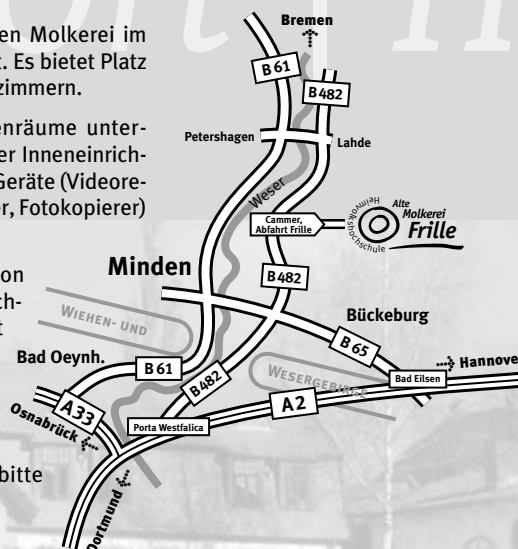 en Molkerei im
t. Es bietet Platz
zimmern.
enräume unter-
er Inneneinrich-
Geräte (Videore-
er, Fotokopierer)
on
ch-
t
bitte
Bremen
B 61
B 482
Petershagen
Lahde
Weser
Cammer,
Abfahrt Frille
Heimvolkshochschule
Alte
Molkerei
Frille
Minden
B 482
Wiehen- und
Bückeburg
B 65
Bad Oeynh.
B 61
B 482
Wesergebirge
Hannove
Bad Eilsen
A 33
A 2
Osnabrück
Porta Westfalica
Dortmund